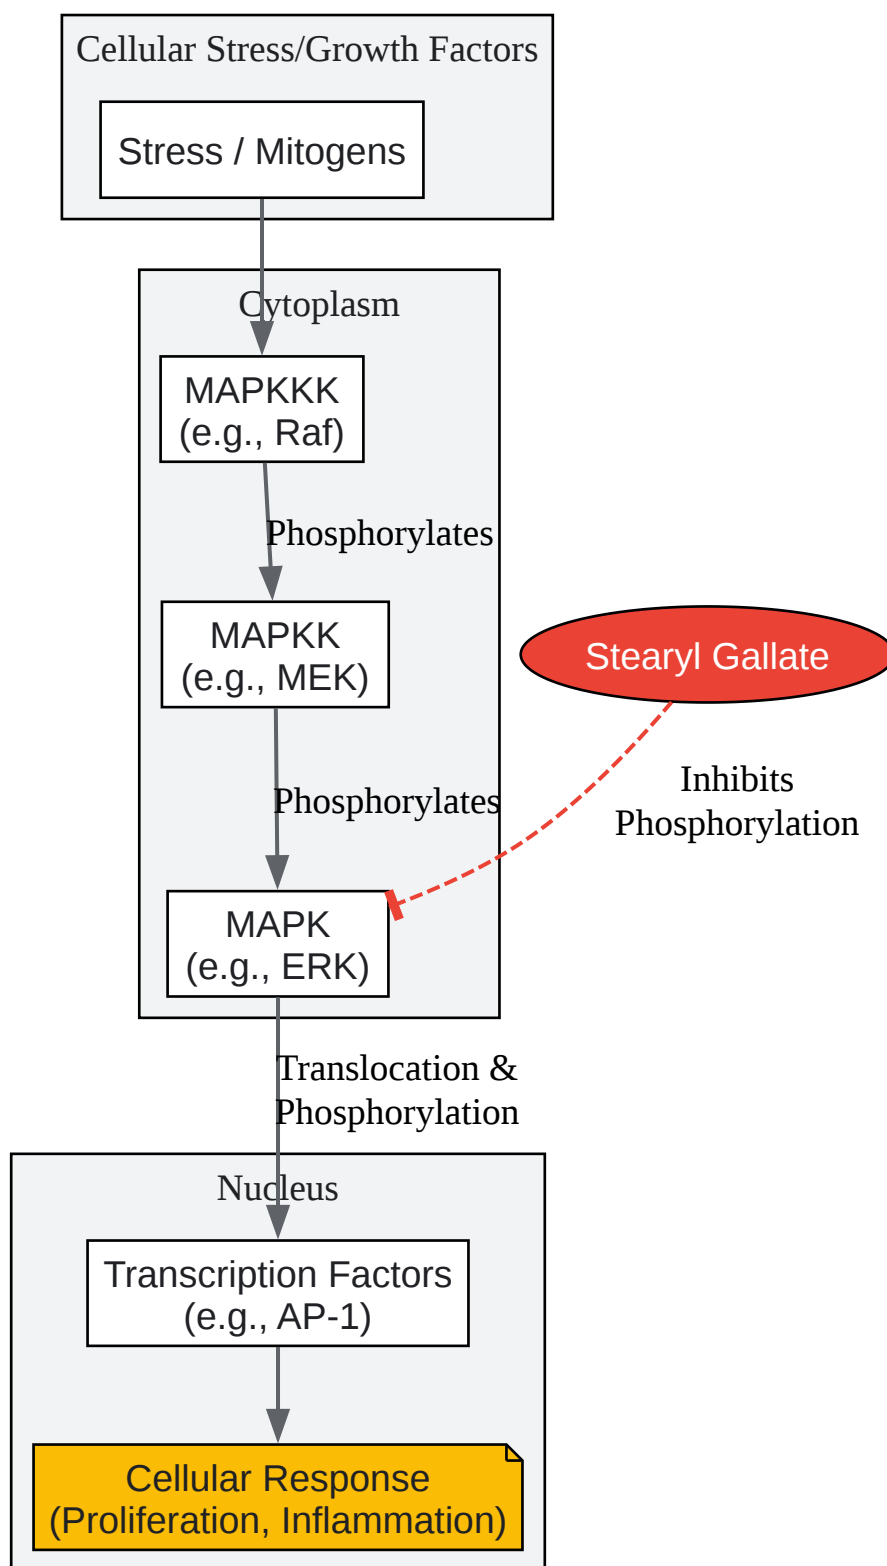 Cellular Stress/Growth Factors
Stress / Mitogens
Cytoplasm
MAPKKK
(e.g., Raf)
Phosphorylates
MAPKK
(e.g., MEK)
Stearyl Gallate
Phosphorylates
Inhibits
Phosphorylation
MAPK
(e.g., ERK)
Translocation &
Phosphorylation
Nucleus
Transcription Factors
(e.g., AP-1)
Cellular Response
(Proliferation, Inflammation)